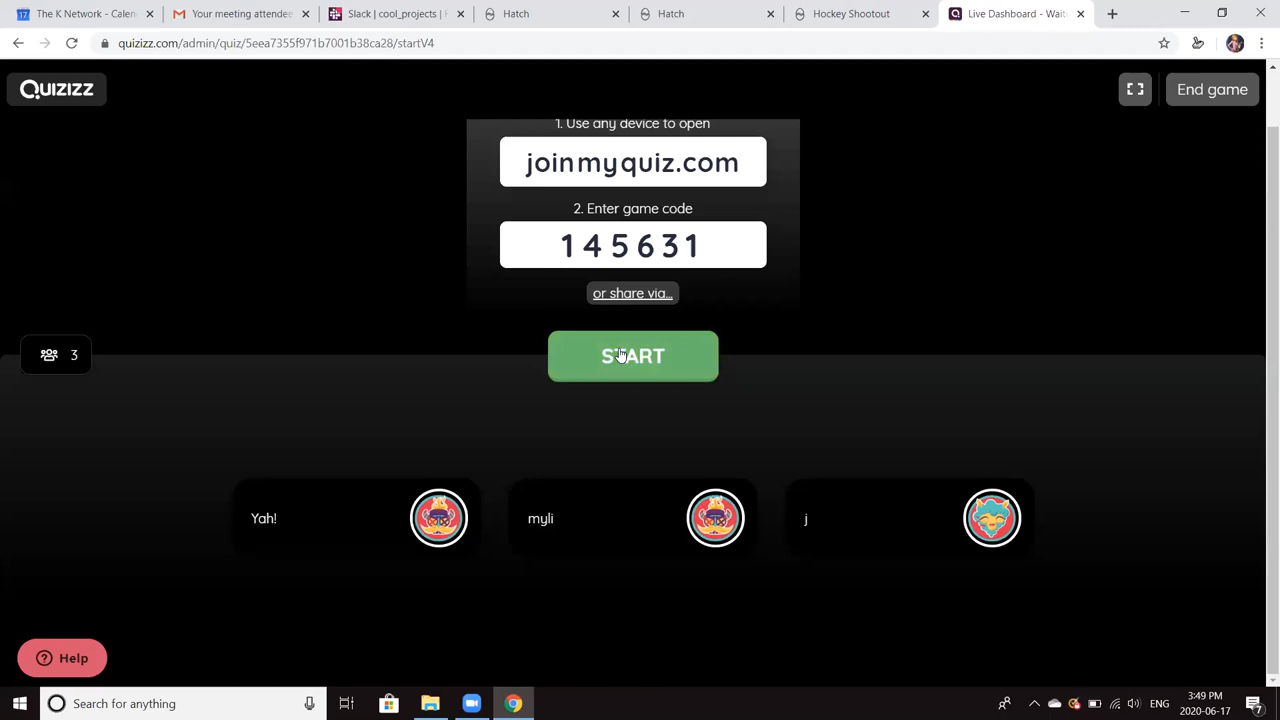 The K Network - Calen
Your meeting attendee
Slack | cool_projects |
Hatch
Hatch
Hockey Shootout
Live Dashboard - Wait
quizizz.com/admin/quiz/5eea7355f971b7001b38ca28/startV4
QUIZIZZ
End game
1. Use any device to open
joinmyquiz.com
2. Enter game code
145631
or share via...
3
START
Yah!
myli
j
? Help
Search for anything
ENG
3:49 PM
2020-06-17
7